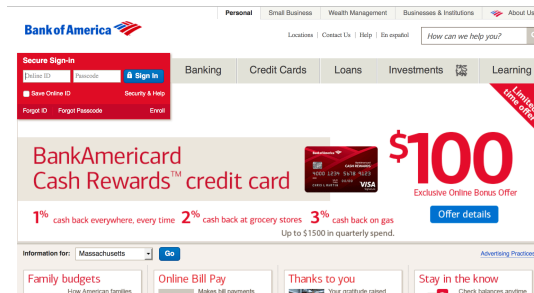 Personal Small Business Wealth Management Businesses & Institutions About Us
Bank of America
Locations Contact Us Help En español How can we help you?
Secure Sign-in
Online ID Passcode Sign In
Banking Credit Cards Loans Investments Learning
Save Online ID Security & Help
Forgot ID Forgot Passcode Enroll
Limited
time offer
BankAmericard
Cash Rewards™ credit card
$100
Exclusive Online Bonus Offer
Offer details
1% cash back everywhere, every time 2% cash back at grocery stores 3% cash back on gas
Up to $1500 in quarterly spend.
Information for: Massachusetts Go Advertising Practices
Family budgets Online Bill Pay Thanks to you Stay in the know
How American families Makes bill payments Your gratitude raised Check balances anytime